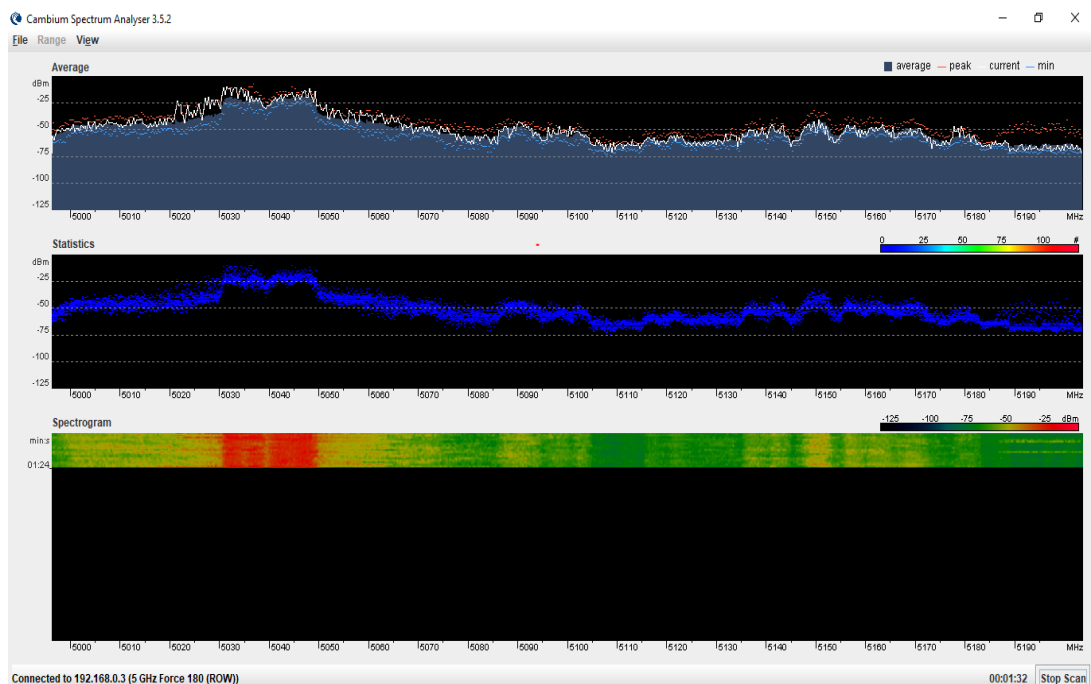 Cambium Spectrum Analyser 3.5.2
File Range View
Average
average peak current min
dBm
-25
-50
-75
-100
-125
5000 5010 5020 5030 5040 5050 5060 5070 5080 5090 5100 5110 5120 5130 5140 5150 5160 5170 5180 5190 MHz
Statistics
0 25 50 75 100 #
dBm
-25
-50
-75
-100
-125
5000 5010 5020 5030 5040 5050 5060 5070 5080 5090 5100 5110 5120 5130 5140 5150 5160 5170 5180 5190 MHz
Spectrogram
-125 -100 -75 -50 -25 dBm
min:s
01:24
5000 5010 5020 5030 5040 5050 5060 5070 5080 5090 5100 5110 5120 5130 5140 5150 5160 5170 5180 5190 MHz
Connected to 192.168.0.3 (5 GHz Force 180 (ROW)) 00:01:32 Stop Scan